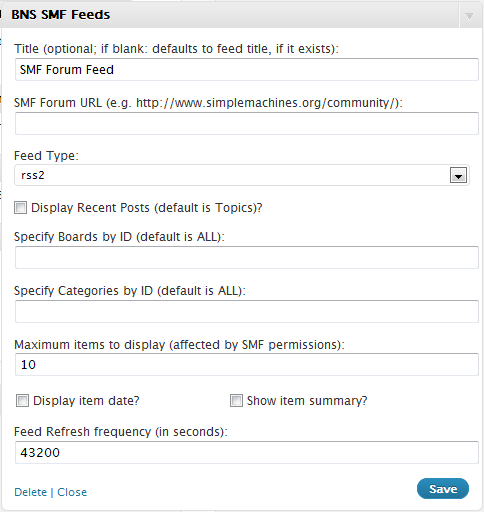 BNS SMF Feeds
Title (optional; if blank: defaults to feed title, if it exists):
SMF Forum Feed
SMF Forum URL (e.g. http://www.simplemachines.org/community/):
Feed Type:
rss2
Display Recent Posts (default is Topics)?
Specify Boards by ID (default is ALL):
Specify Categories by ID (default is ALL):
Maximum items to display (affected by SMF permissions):
10
Display item date? Show item summary?
Feed Refresh frequency (in seconds):
43200
Delete | Close Save